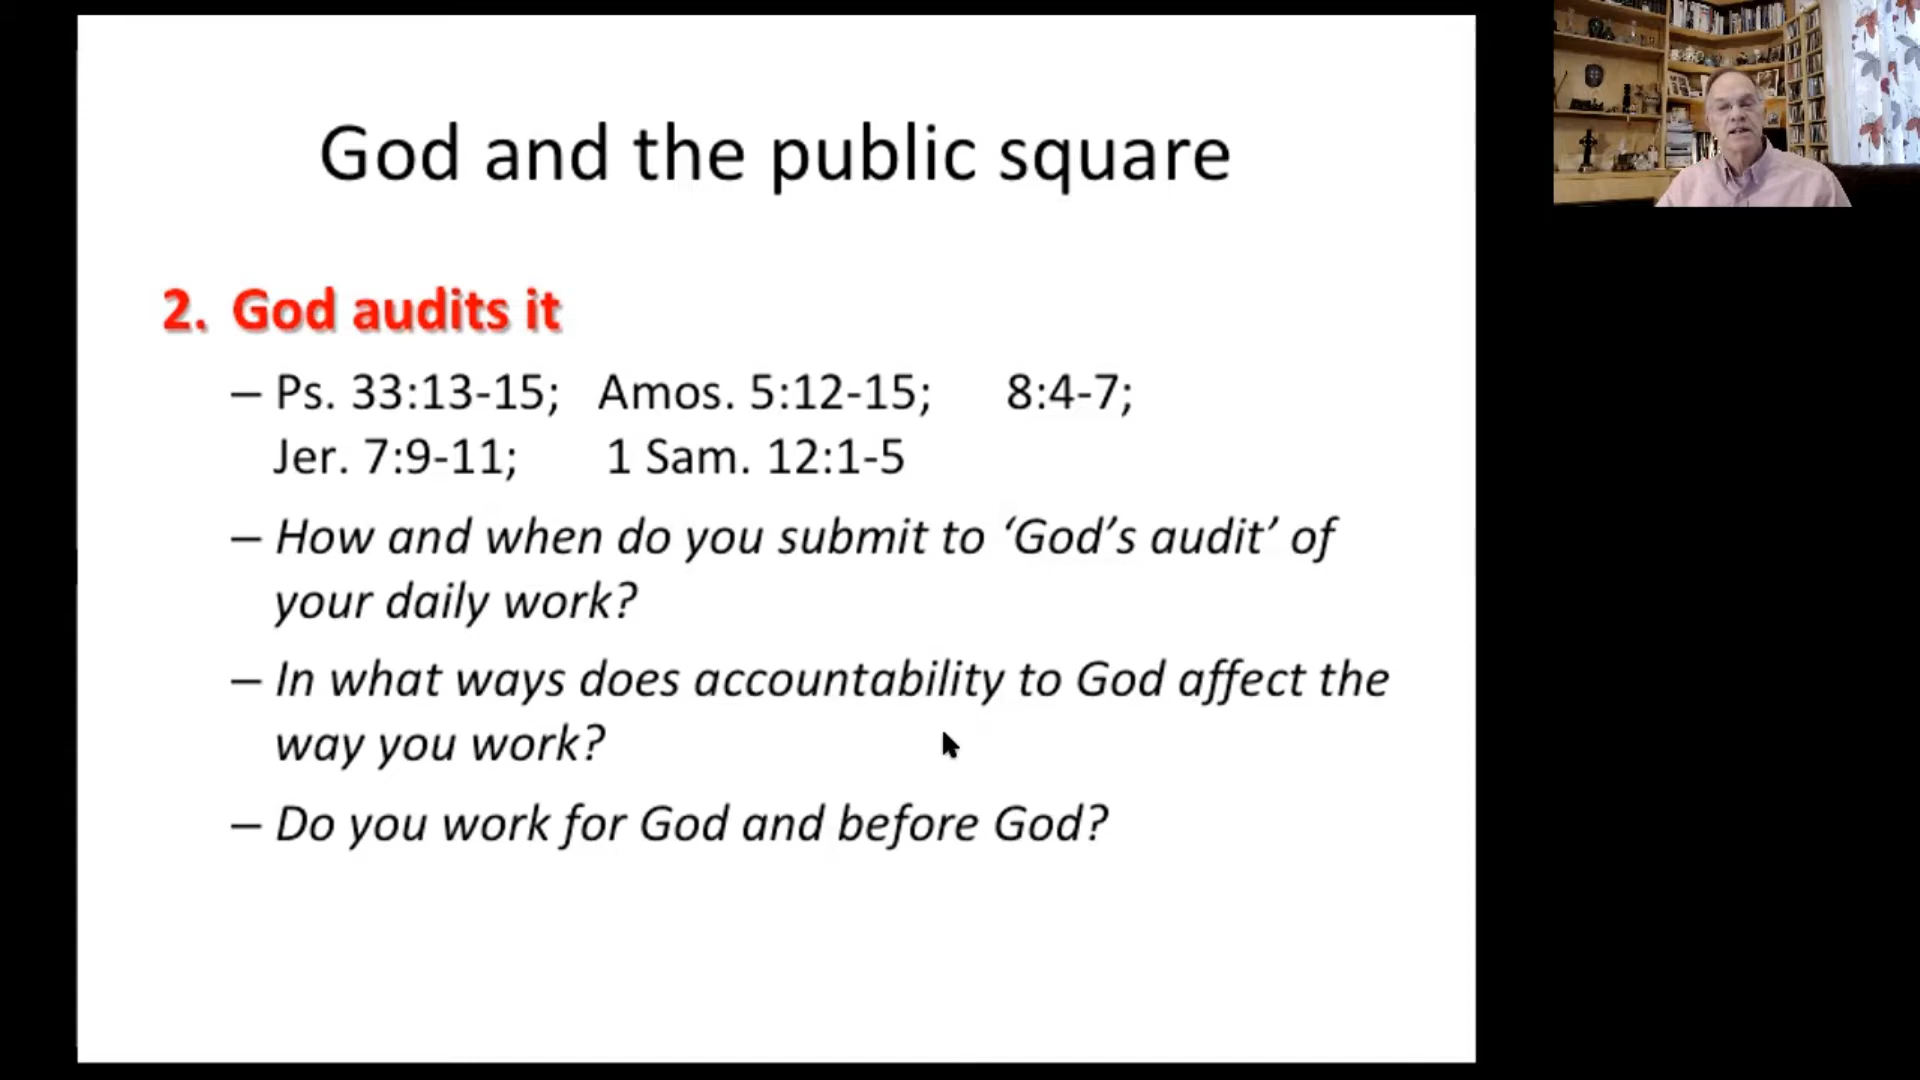 God and the public square
2. God audits it
– Ps. 33:13-15; Amos. 5:12-15; 8:4-7;
Jer. 7:9-11; 1 Sam. 12:1-5
– How and when do you submit to ‘God’s audit’ of
your daily work?
– In what ways does accountability to God affect the
way you work?
– Do you work for God and before God?